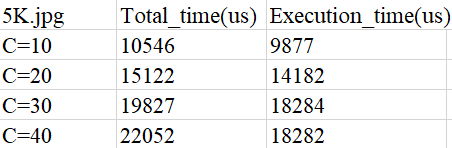 5K.jpg Total_time(us) Execution_time(us)
C=10 10546 9877
C=20 15122 14182
C=30 19827 18284
C=40 22052 18282